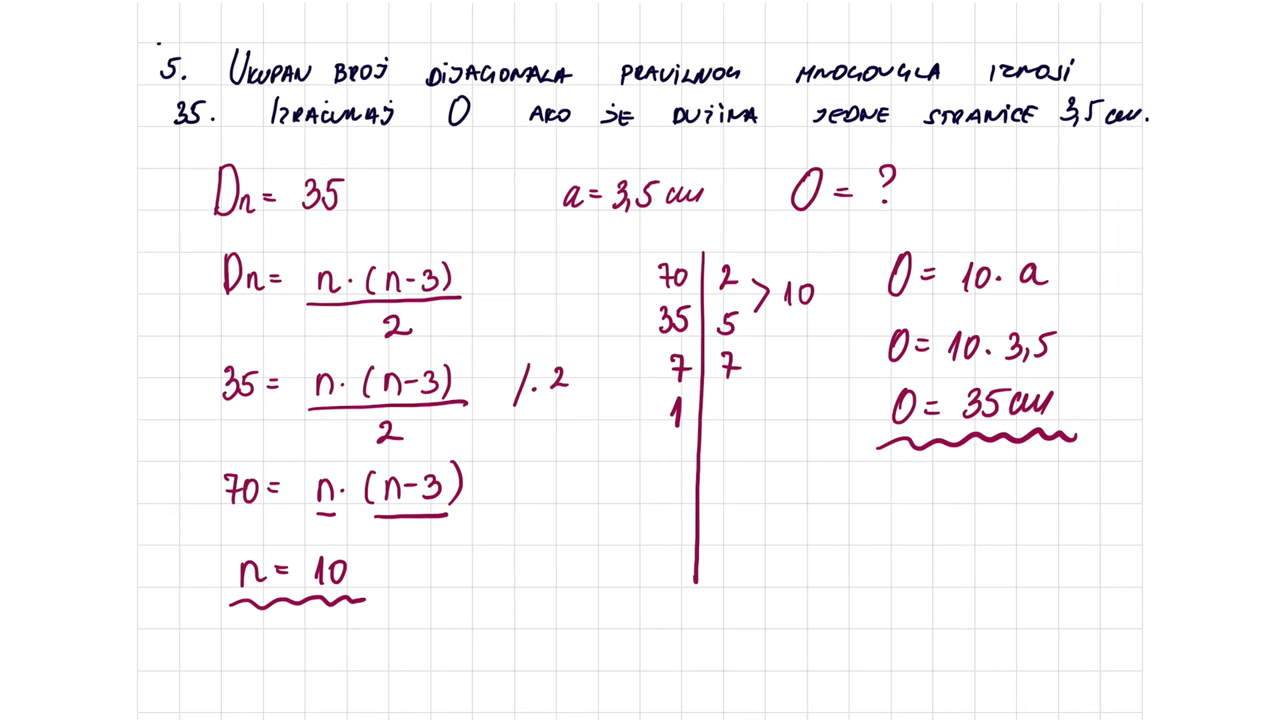 5. UKUPAN BROJ DIJAGONALA PRAVILNOG MNOGOUGLA IZNOSI
35. IZRAČUNAJ O AKO JE DUŽINA JEDNE STRANICE 3,5 cm.
Dn = 35
a = 3,5 cm
O = ?
Dn = n · (n-3)
2
35 = n · (n-3) / · 2
2
70 = n · (n-3)
n = 10
70 | 2
35 | 5
> 10
7 | 7
1 |
O = 10 · a
O = 10 · 3,5
O = 35 cm